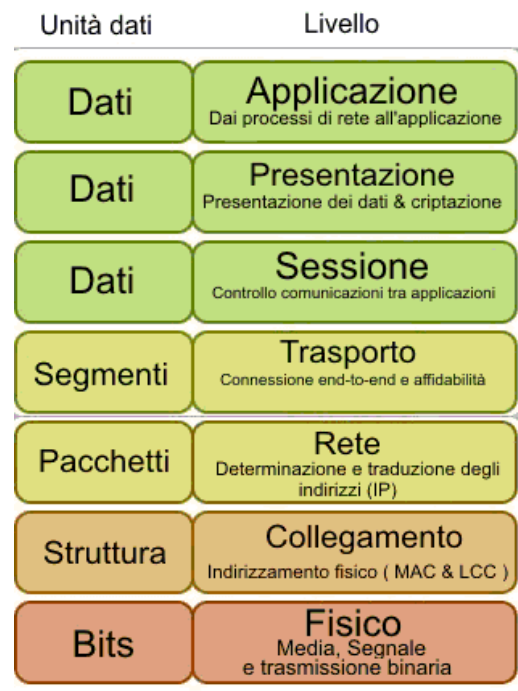 Unità dati Livello
Dati
Applicazione
Dai processi di rete all'applicazione
Dati
Presentazione
Presentazione dei dati & criptazione
Dati
Sessione
Controllo comunicazioni tra applicazioni
Segmenti
Trasporto
Connessione end-to-end e affidabilità
Pacchetti
Rete
Determinazione e traduzione degli
indirizzi (IP)
Struttura
Collegamento
Indirizzamento fisico ( MAC & LCC )
Bits
Fisico
Media, Segnale
e trasmissione binaria